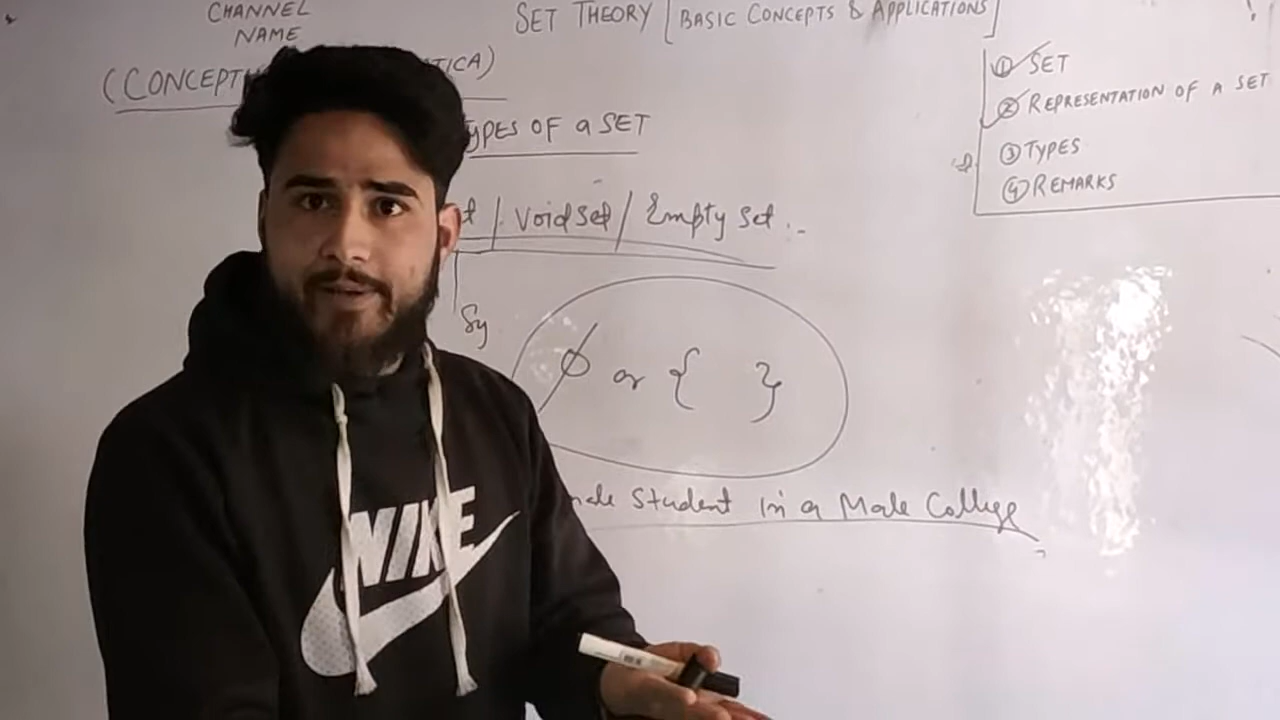 CHANNEL
NAME
SET THEORY [BASIC CONCEPTS & APPLICATIONS]
(CONCEPT TICA)
① SET
② REPRESENTATION OF A SET
③ TYPES
④ REMARKS
YPES OF a SET
t / Void Set / Empty Set
Sy
∅ or { }
male Student in a Male College
NIKE